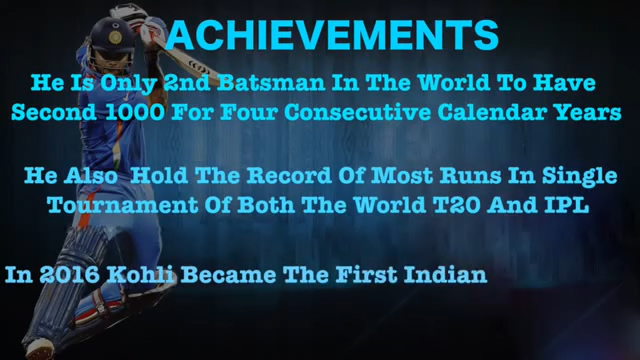 ACHIEVEMENTS
He Is Only 2nd Batsman In The World To Have
Second 1000 For Four Consecutive Calendar Years
He Also Hold The Record Of Most Runs In Single
Tournament Of Both The World T20 And IPL
In 2016 Kohli Became The First Indian